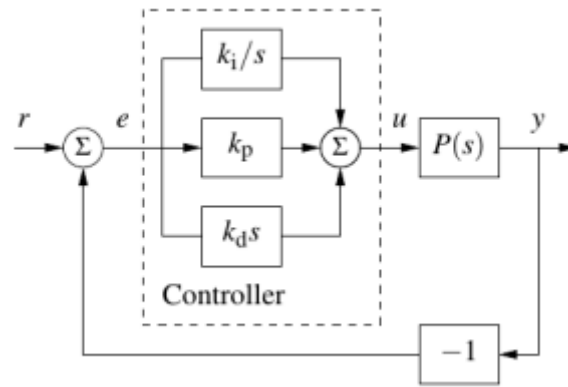 k_i/s
r
e
u
y
Σ
k_p
Σ
P(s)
k_d s
Controller
−1